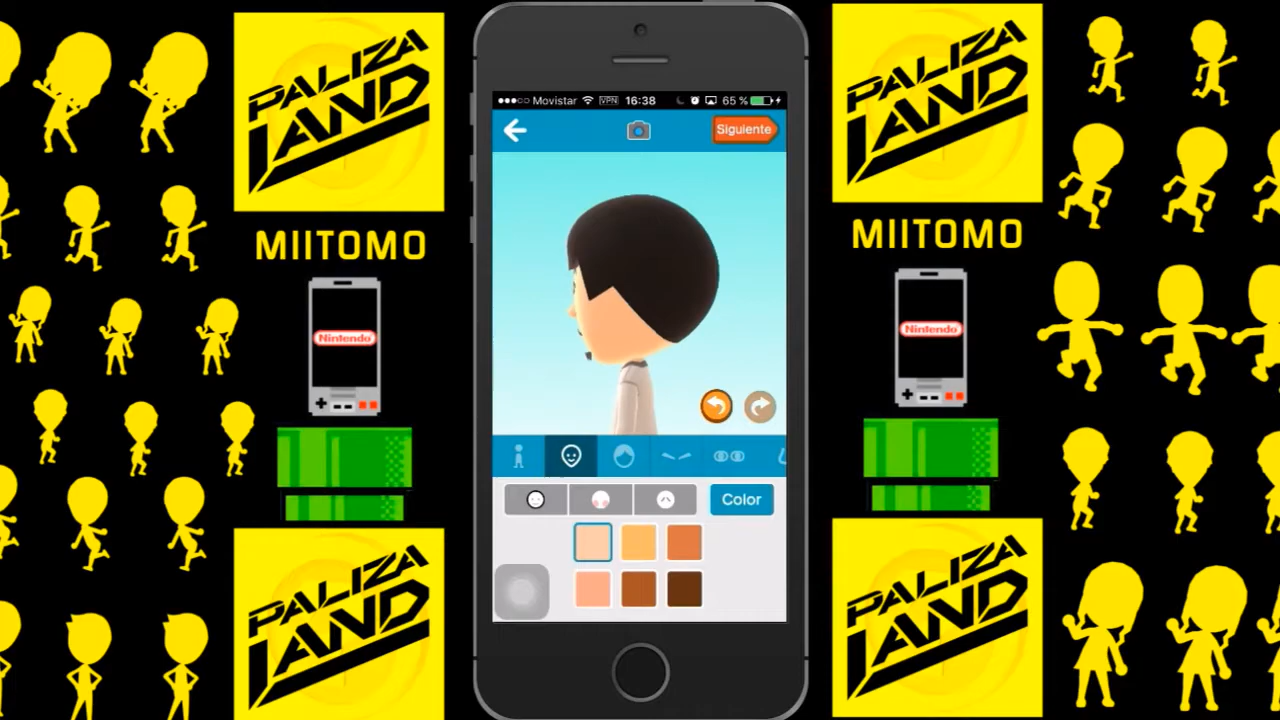 PALIZA
LAND
MIITOMO
Nintendo
PALIZA
LAND
Movistar VPN 16:38 65 %
Siguiente
Color
PALIZA
LAND
MIITOMO
Nintendo
PALIZA
LAND